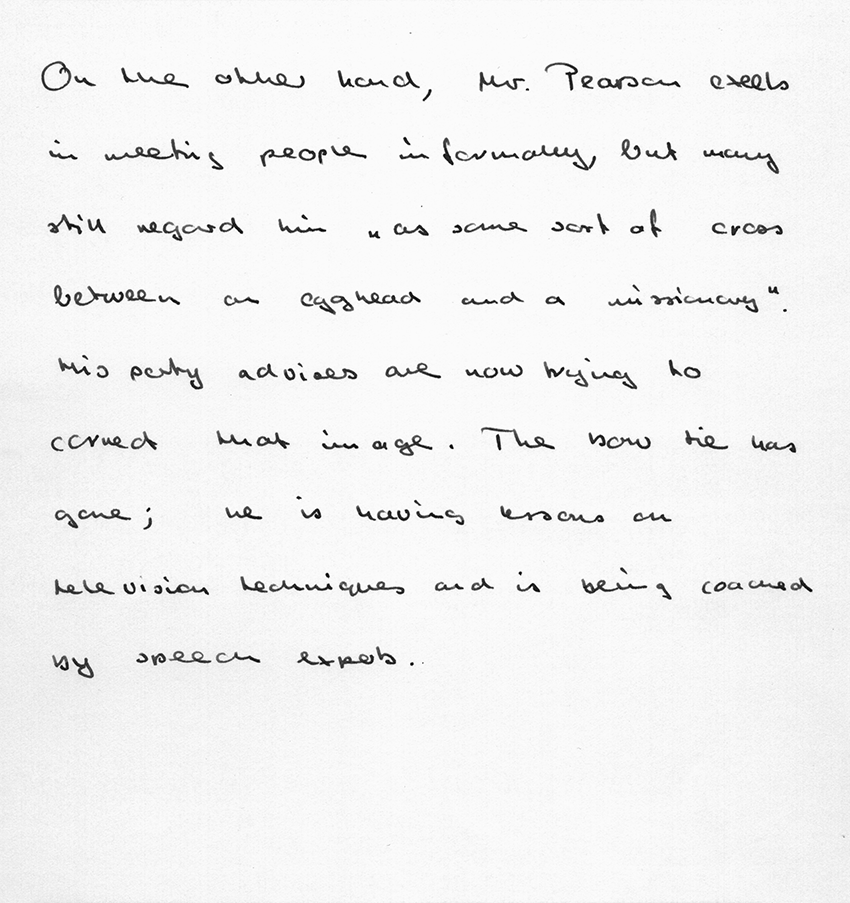 On the other hand, Mr. Pearson excels
in meeting people informally, but many
still regard him „as some sort of cross
between an egghead and a missionary“.
His party advisers are now trying to
correct that image. The bow tie has
gone; he is having lessons on
television techniques and is being coached
by speech experts.